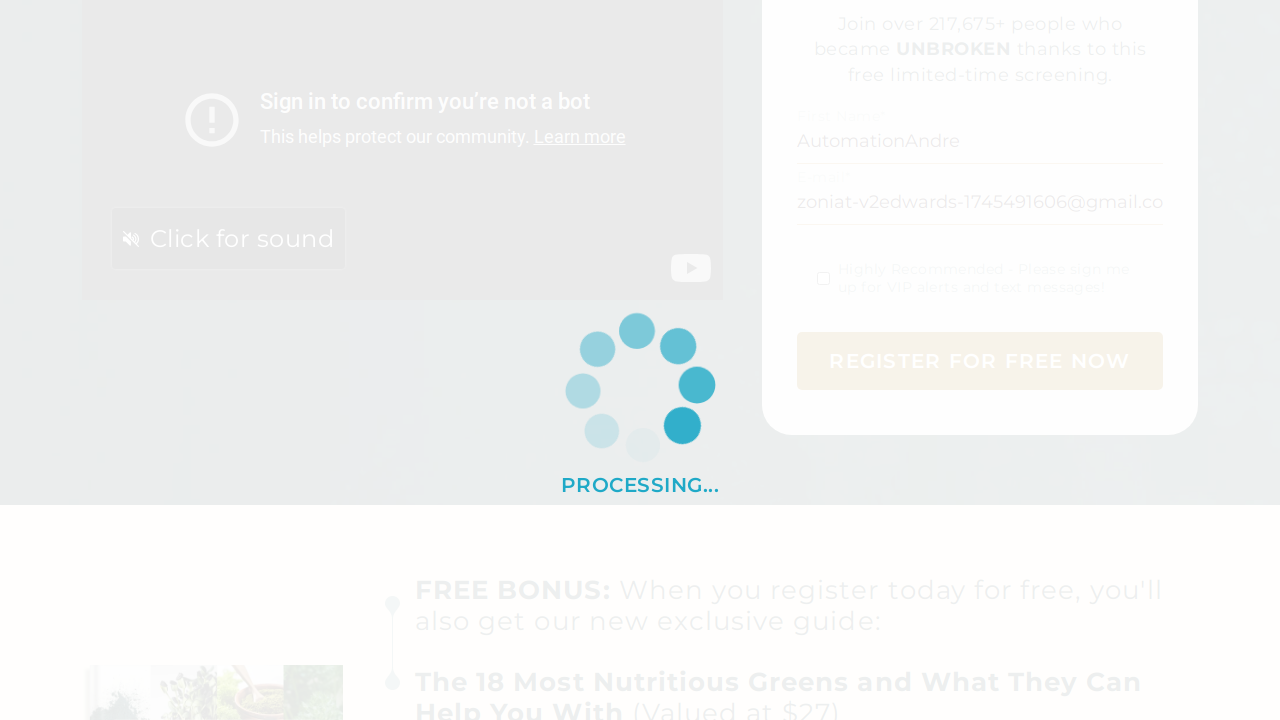 Sign in to confirm you’re not a bot
This helps protect our community. Learn more
Click for sound
Join over 217,675+ people who
became UNBROKEN thanks to this
free limited-time screening.
AutomationAndre
zoniat-v2edwards-1745491606@gmail.co
Highly Recommended - Please sign me
up for VIP alerts and text messages!
REGISTER FOR FREE NOW
PROCESSING...
FREE BONUS: When you register today for free, you'll
also get our new exclusive guide:
The 18 Most Nutritious Greens and What They Can
Help You With (Valued at $27)